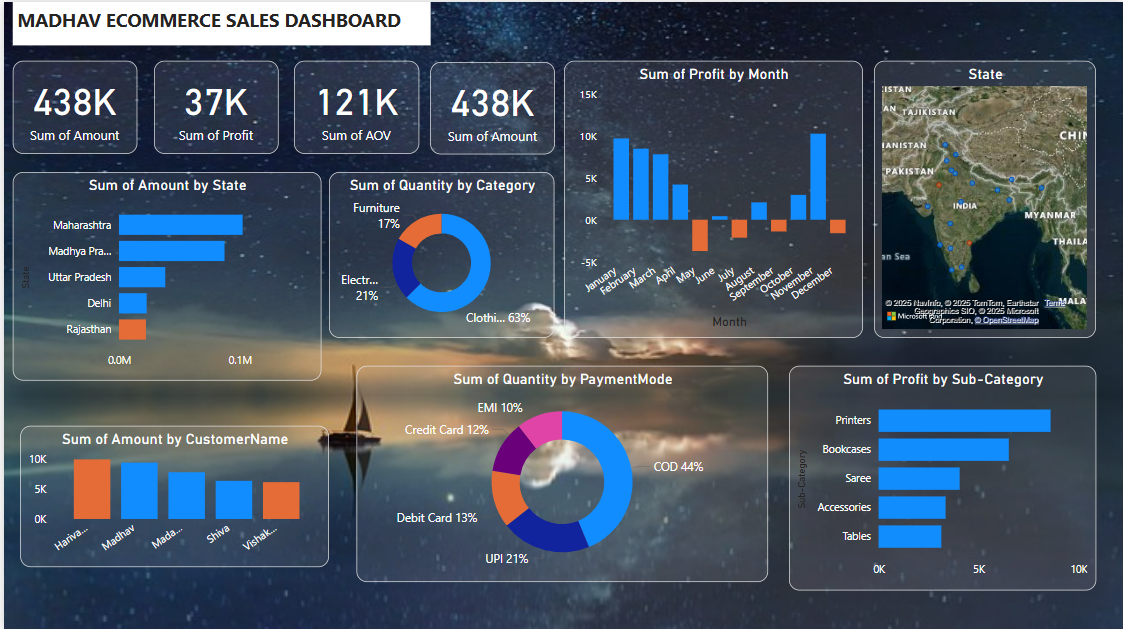 MADHAV ECOMMERCE SALES DASHBOARD
438K
Sum of Amount
37K
Sum of Profit
121K
Sum of AOV
438K
Sum of Amount
Sum of Profit by Month
15K
10K
5K
0K
-5K
January
February
March
April
May
June
July
August
September
October
November
December
Month
State
ISTAN
TAJIKISTAN
CHIN
HANISTAN
PAKISTAN
INDIA
MYANMAR
THAILA
an Sea
MALA
© 2025 NavInfo, © 2025 TomTom, Earthstar
Terms
Geographics SIO, © 2025 Microsoft
Corporation, © OpenStreetMap
Sum of Amount by State
State
Maharashtra
Madhya Pra...
Uttar Pradesh
Delhi
Rajasthan
0.0M
0.1M
Sum of Quantity by Category
Furniture
17%
Electr...
21%
Clothi... 63%
Sum of Amount by CustomerName
10K
5K
0K
Hariva...
Madhav
Mada...
Shiva
Vishak...
Sum of Quantity by PaymentMode
EMI 10%
Credit Card 12%
COD 44%
Debit Card 13%
UPI 21%
Sum of Profit by Sub-Category
Sub-Category
Printers
Bookcases
Saree
Accessories
Tables
0K
5K
10K